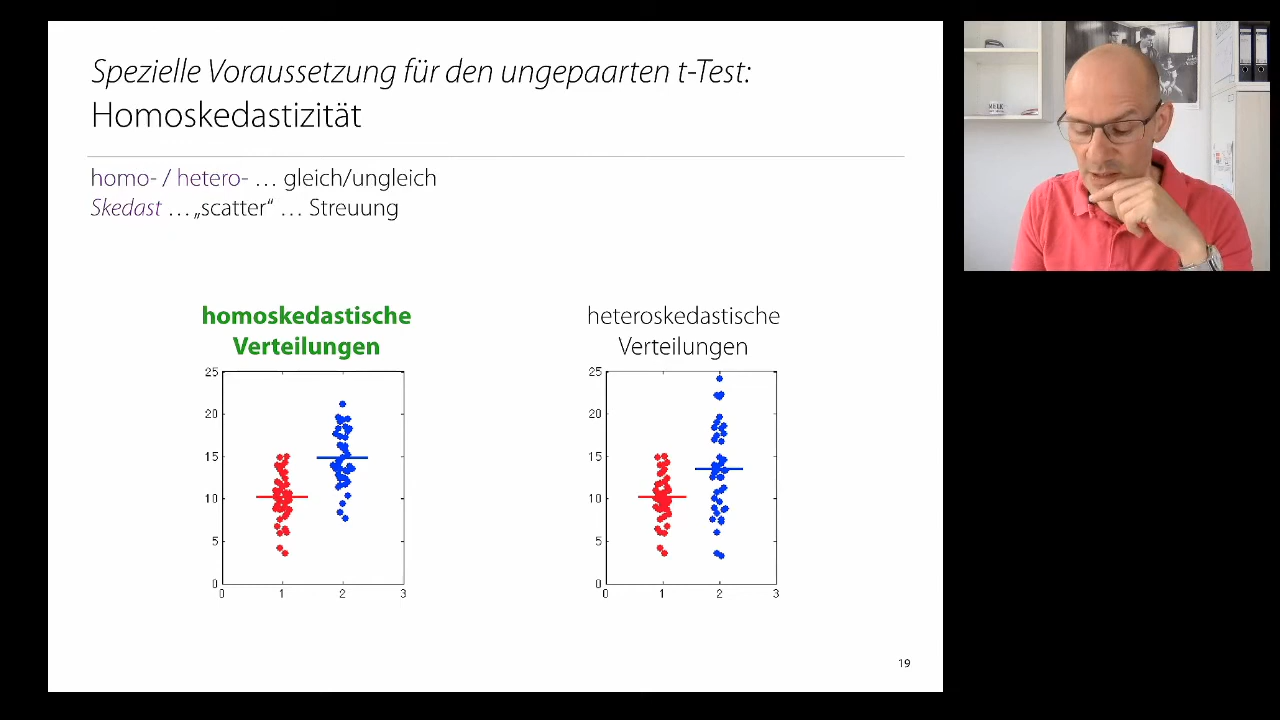 Spezielle Voraussetzung für den ungepaarten t-Test:
Homoskedastizität
homo- / hetero- … gleich/ungleich
Skedast … „scatter“ … Streuung
homoskedastische
Verteilungen
25
20
15
10
5
0
0 1 2 3
heteroskedastische
Verteilungen
25
20
15
10
5
0
0 1 2 3
19